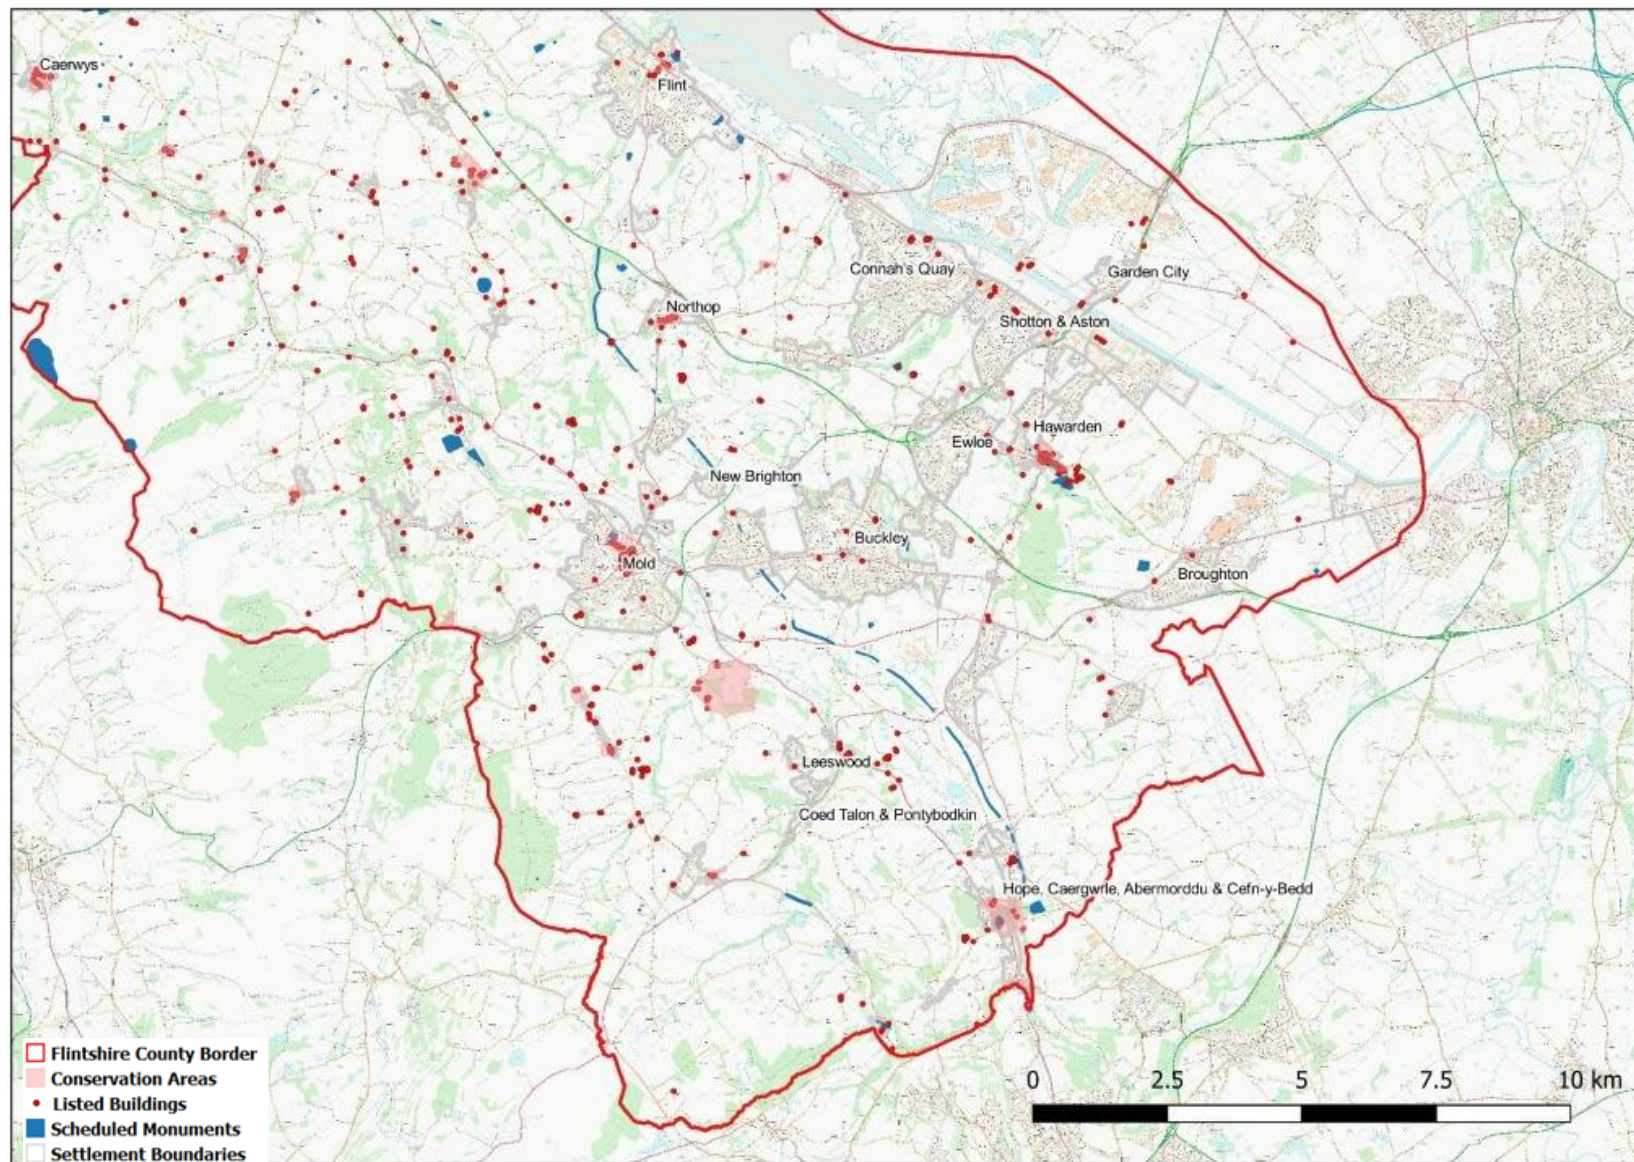 Caerwys
Flint
Connah's Quay
Garden City
Northop
Shotton & Aston
Hawarden
Ewloe
New Brighton
Buckley
Mold
Broughton
Leeswood
Coed Talon & Pontybodkin
Hope, Caergwrle, Abermorddu & Cefn-y-Bedd
Flintshire County Border
Conservation Areas
Listed Buildings
Scheduled Monuments
Settlement Boundaries
0 2.5 5 7.5 10 km